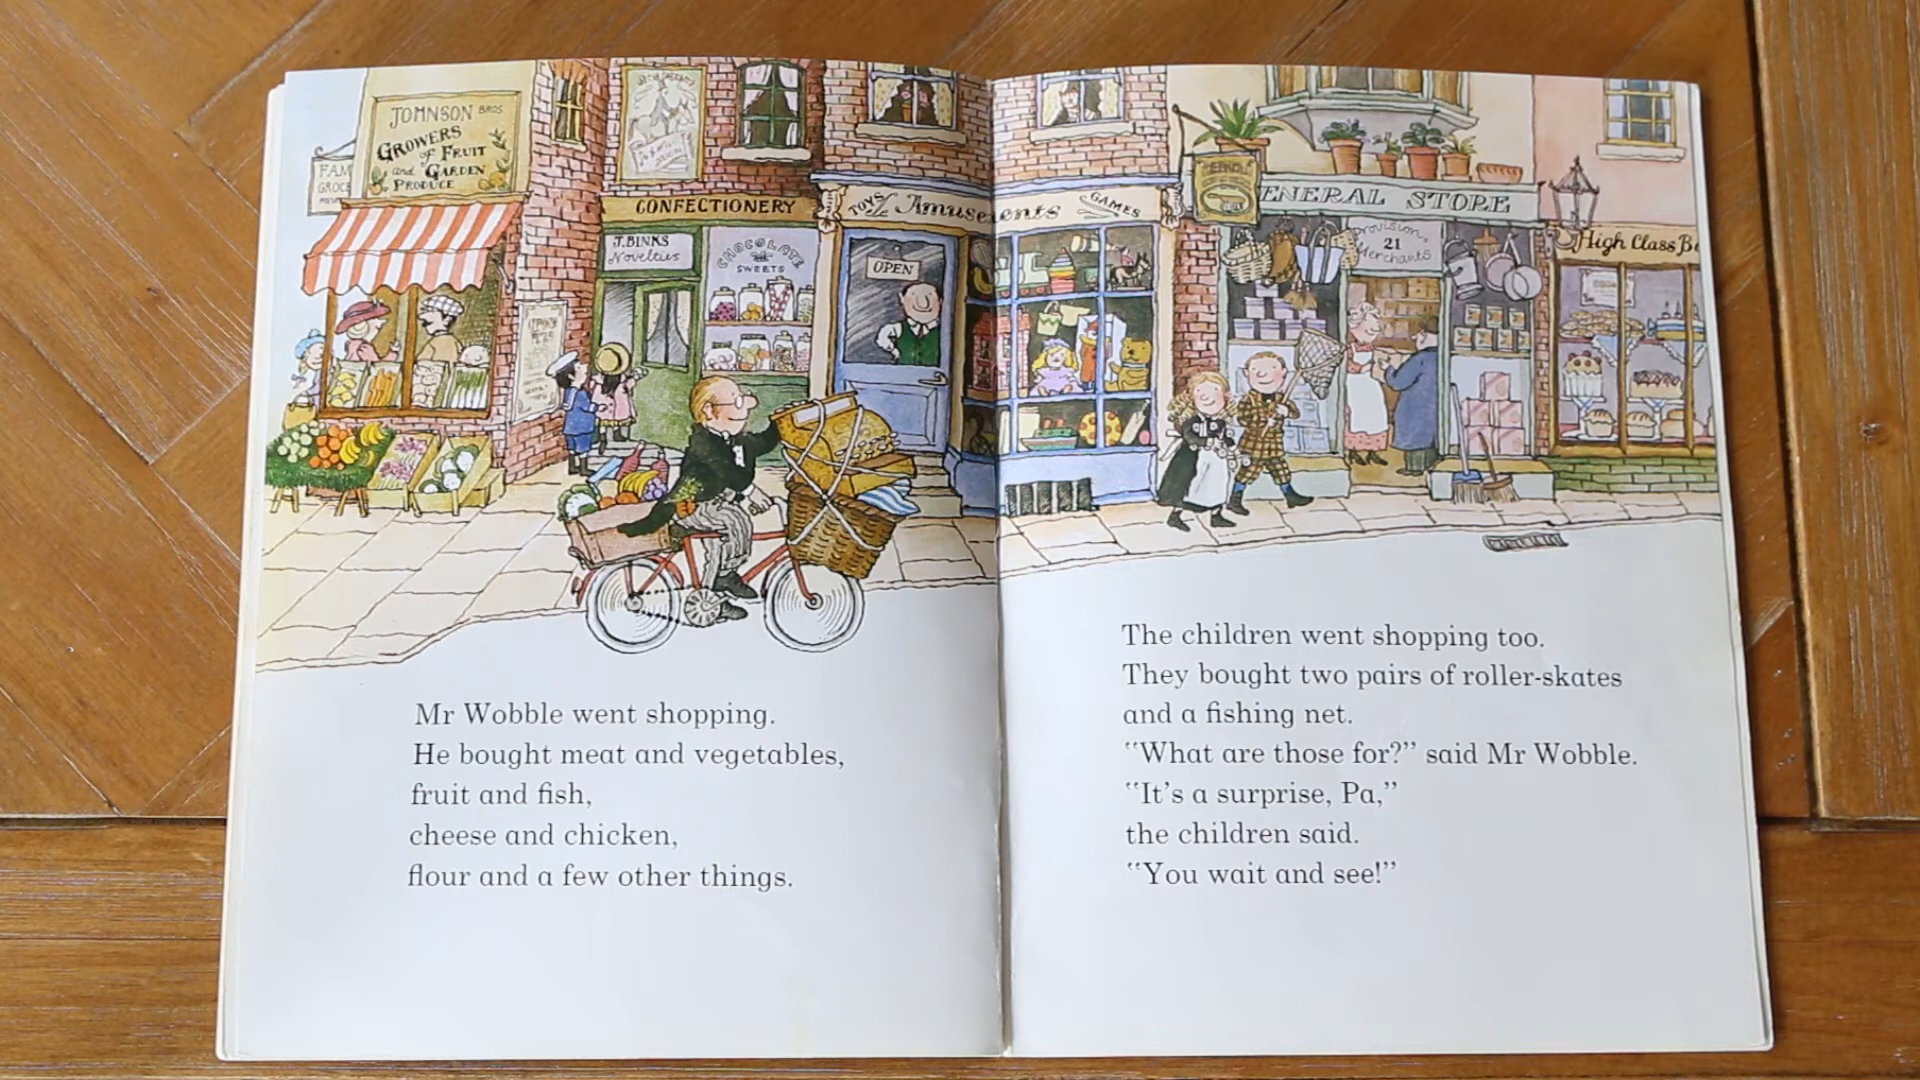 JOHNSON BROS.
GROWERS
of FRUIT
and GARDEN
PRODUCE
FAM
GROCE
CONFECTIONERY
J. BINKS
Novelties
CHOCOLATE
SWEETS
TOYS
Amusements
GAMES
OPEN
ENERAL STORE
Provision
21
Merchants
High Class B
Mr Wobble went shopping.
He bought meat and vegetables,
fruit and fish,
cheese and chicken,
flour and a few other things.
The children went shopping too.
They bought two pairs of roller-skates
and a fishing net.
“What are those for?” said Mr Wobble.
“It’s a surprise, Pa,”
the children said.
“You wait and see!”